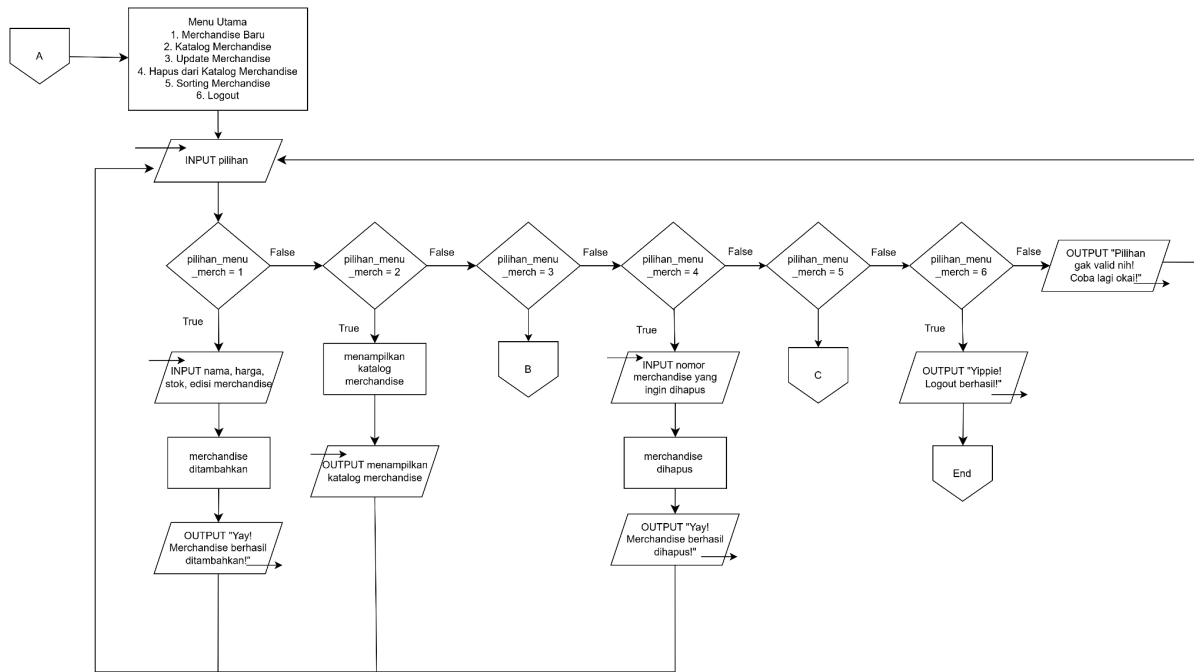 A
Menu Utama
1. Merchandise Baru
2. Katalog Merchandise
3. Update Merchandise
4. Hapus dari Katalog Merchandise
5. Sorting Merchandise
6. Logout
INPUT pilihan
pilihan_menu
_merch = 1
False
pilihan_menu
_merch = 2
False
pilihan_menu
_merch = 3
False
pilihan_menu
_merch = 4
False
pilihan_menu
_merch = 5
False
pilihan_menu
_merch = 6
False
OUTPUT "Pilihan
gak valid nih!
Coba lagi okai!"
True
True
True
True
INPUT nama, harga,
stok, edisi merchandise
menampilkan
katalog
merchandise
B
INPUT nomor
merchandise yang
ingin dihapus
C
OUTPUT "Yippie!
Logout berhasil!"
merchandise
ditambahkan
OUTPUT menampilkan
katalog merchandise
merchandise
dihapus
End
OUTPUT "Yay!
Merchandise berhasil
ditambahkan!"
OUTPUT "Yay!
Merchandise berhasil
dihapus!"